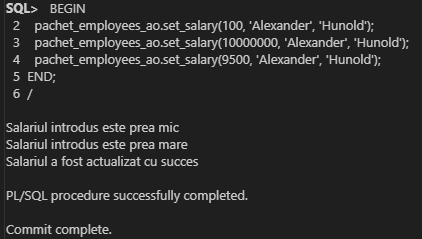 SQL> BEGIN
2 pachet_employees_ao.set_salary(100, 'Alexander', 'Hunold');
3 pachet_employees_ao.set_salary(10000000, 'Alexander', 'Hunold');
4 pachet_employees_ao.set_salary(9500, 'Alexander', 'Hunold');
5 END;
6 /
Salariul introdus este prea mic
Salariul introdus este prea mare
Salariul a fost actualizat cu succes
PL/SQL procedure successfully completed.
Commit complete.